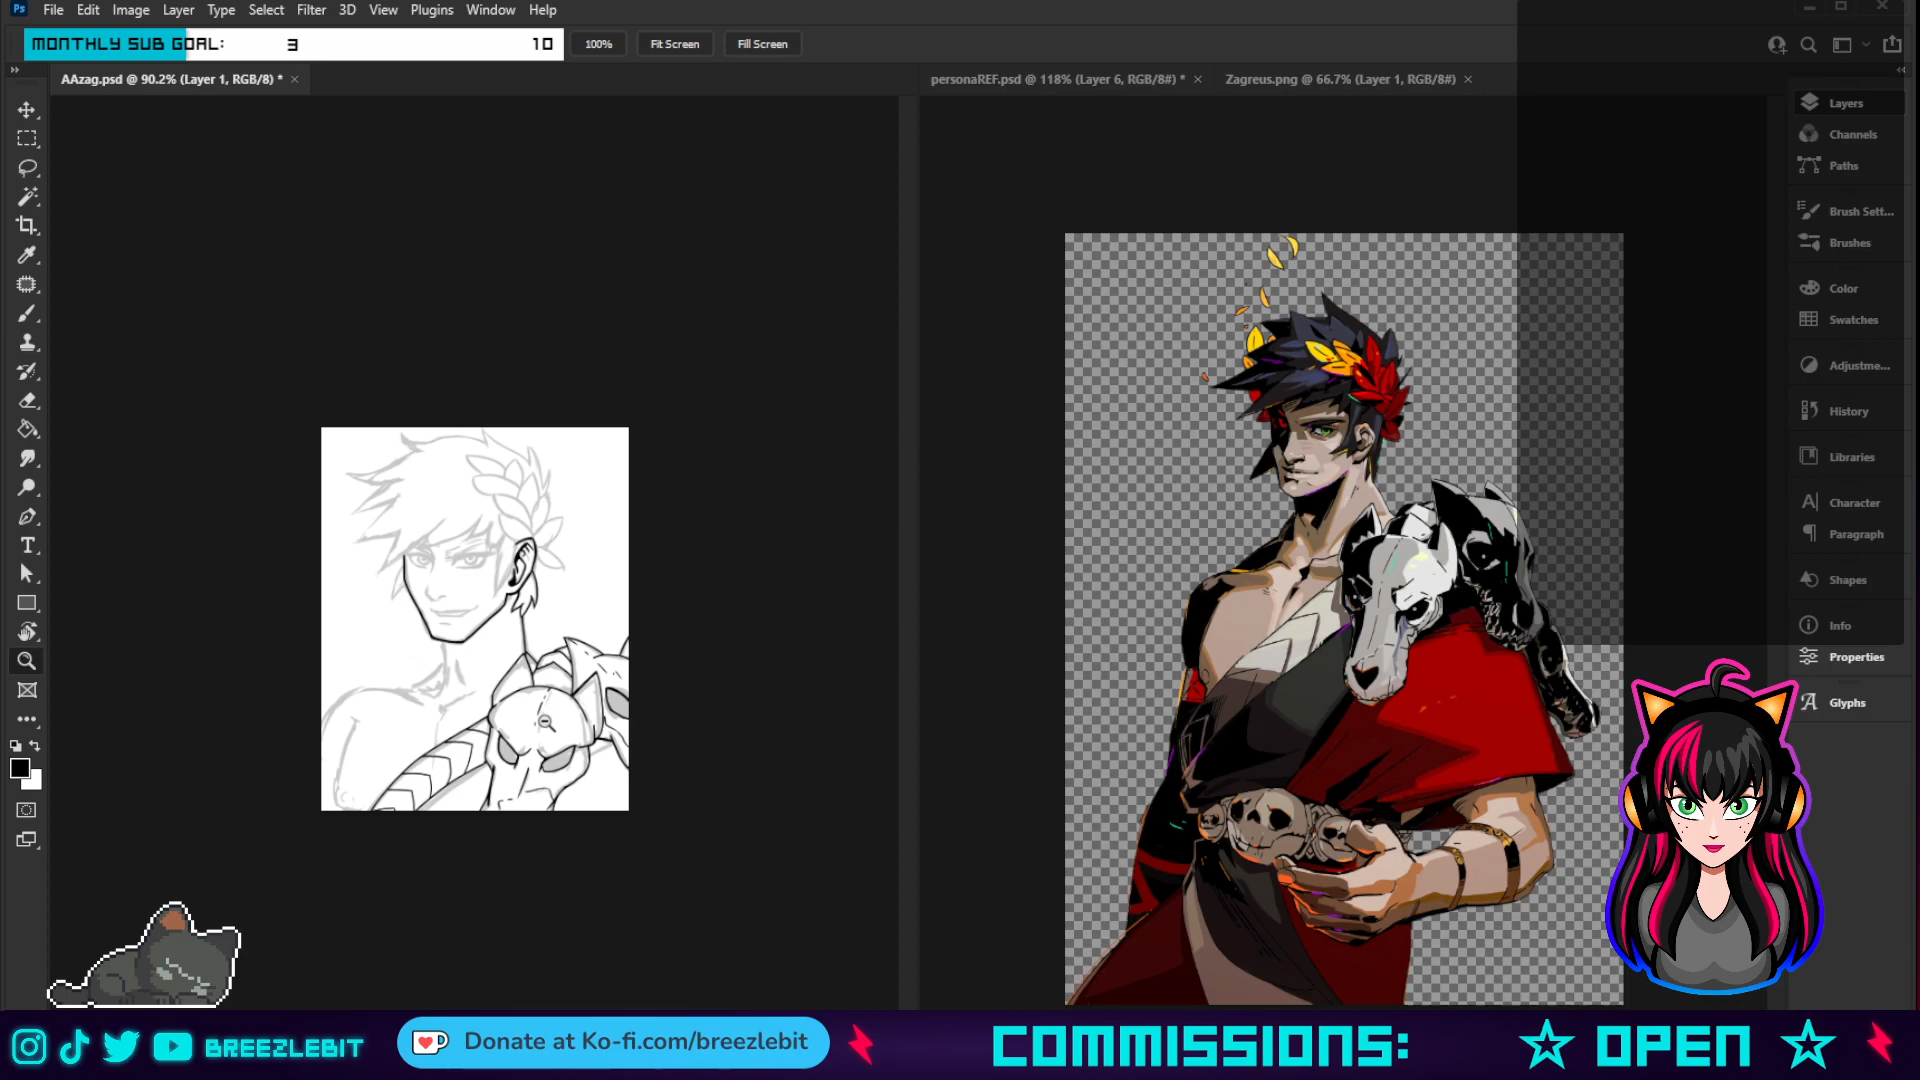 Ps File Edit Image Layer Type Select Filter 3D View Plugins Window Help
MONTHLY SUB GOAL: 3 10 100% Fit Screen Fill Screen
AAzag.psd @ 90.2% (Layer 1, RGB/8) * × personaREF.psd @ 118% (Layer 6, RGB/8#) * × Zagreus.png @ 66.7% (Layer 1, RGB/8#) ×
Layers
Channels
Paths
Brush Sett...
Brushes
Color
Swatches
Adjustme...
History
Libraries
Character
Paragraph
Shapes
Info
Properties
Glyphs
BREEZLEBIT Donate at Ko-fi.com/breezlebit COMMISSIONS: OPEN